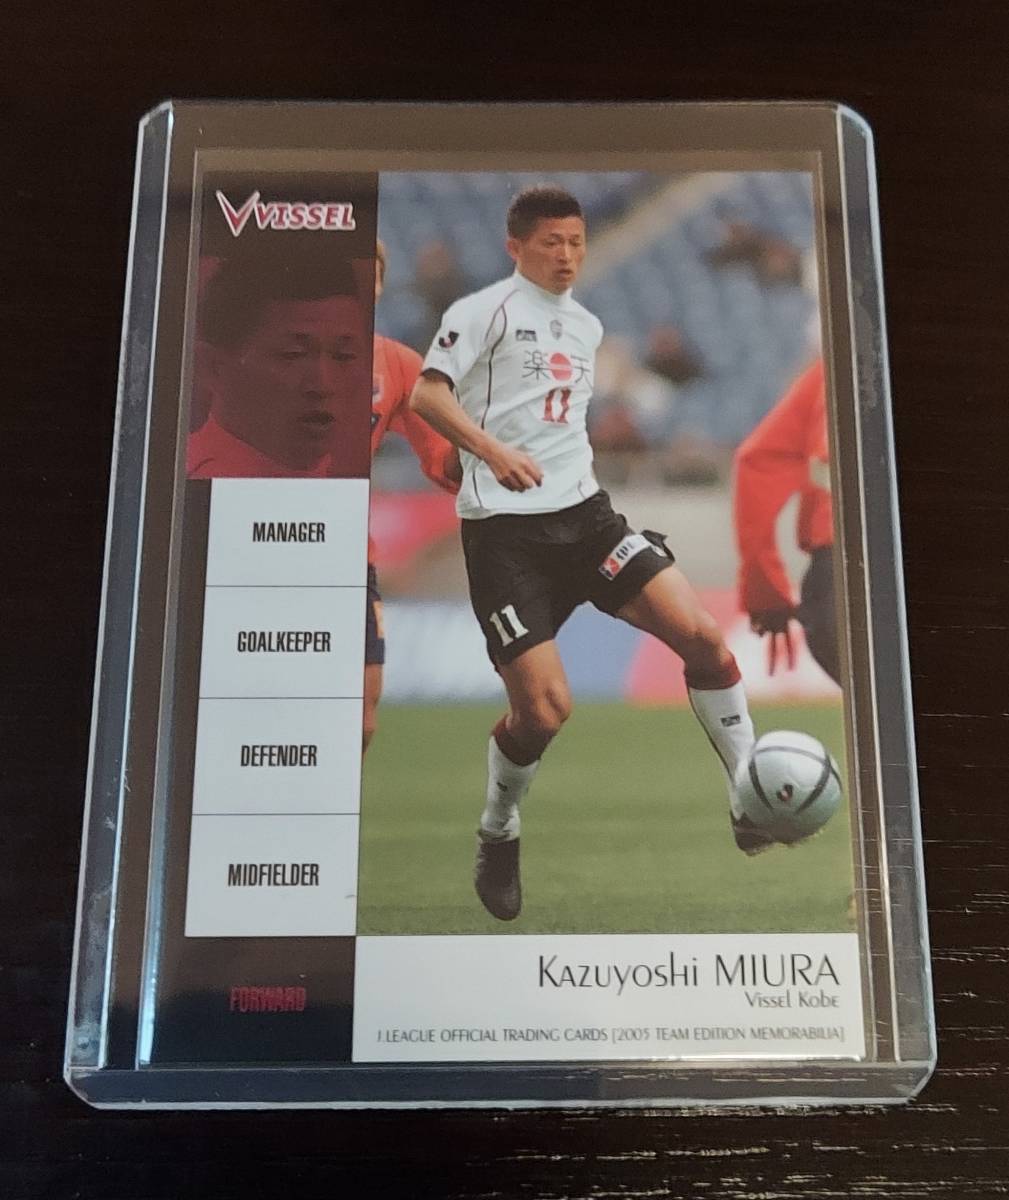 VISSEL
楽天
11
11
MANAGER
GOALKEEPER
DEFENDER
MIDFIELDER
FORWARD
Kazuyoshi MIURA
Vissel Kobe
J.LEAGUE OFFICIAL TRADING CARDS [2005 TEAM EDITION MEMORABILIA]